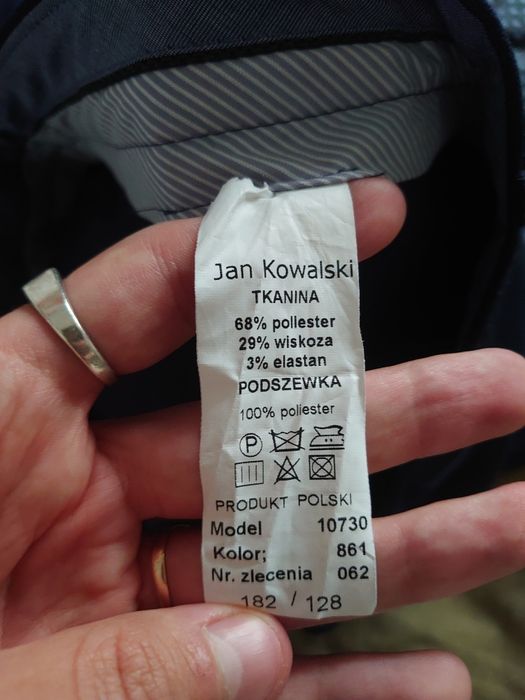 Jan Kowalski
TKANINA
68% poliester
29% wiskoza
3% elastan
PODSZEWKA
100% poliester
P
PRODUKT POLSKI
Model 10730
Kolor; 861
Nr. zlecenia 062
182 / 128